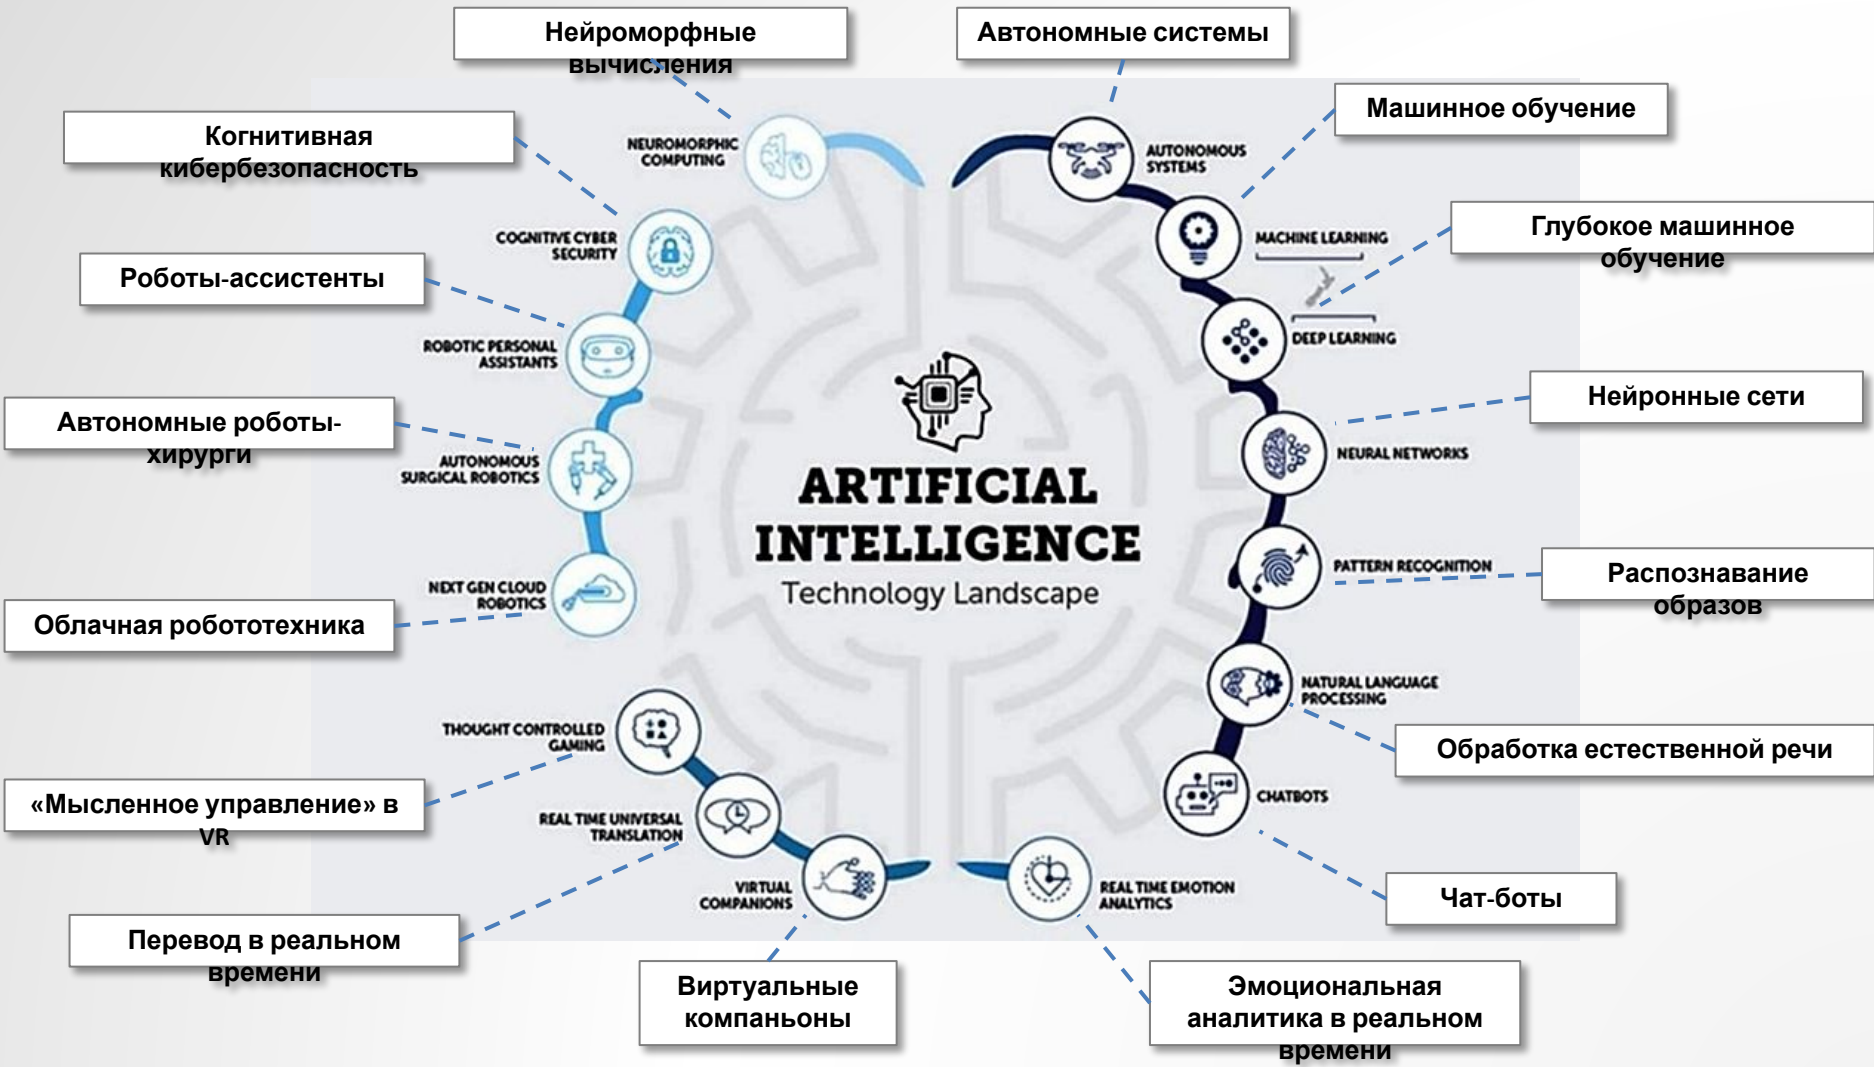 Нейроморфные
вычисления
Автономные системы
Машинное обучение
Когнитивная
кибербезопасность
NEUROMORPHIC
COMPUTING
AUTONOMOUS
SYSTEMS
Глубокое машинное
обучение
COGNITIVE CYBER
SECURITY
MACHINE LEARNING
Роботы-ассистенты
ROBOTIC PERSONAL
ASSISTANTS
DEEP LEARNING
Нейронные сети
Автономные роботы-
хирурги
AUTONOMOUS
SURGICAL ROBOTICS
NEURAL NETWORKS
ARTIFICIAL
INTELLIGENCE
Technology Landscape
PATTERN RECOGNITION
Распознавание
образов
NEXT GEN CLOUD
ROBOTICS
Облачная робототехника
NATURAL LANGUAGE
PROCESSING
THOUGHT CONTROLLED
GAMING
Обработка естественной речи
«Мысленное управление» в
VR
REAL TIME UNIVERSAL
TRANSLATION
CHATBOTS
VIRTUAL
COMPANIONS
REAL TIME EMOTION
ANALYTICS
Чат-боты
Перевод в реальном
времени
Виртуальные
компаньоны
Эмоциональная
аналитика в реальном
времени